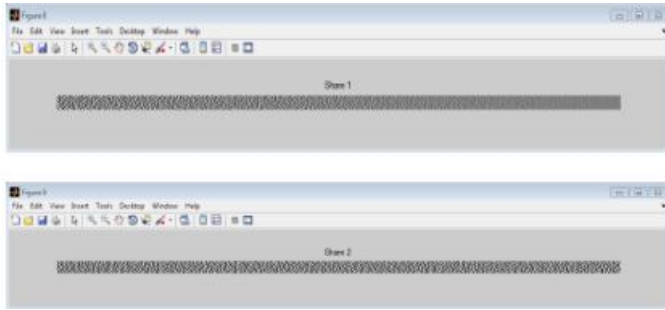 Figure 8
File Edit View Insert Tools Desktop Window Help
Share 1
Figure 8
File Edit View Insert Tools Desktop Window Help
Share 2